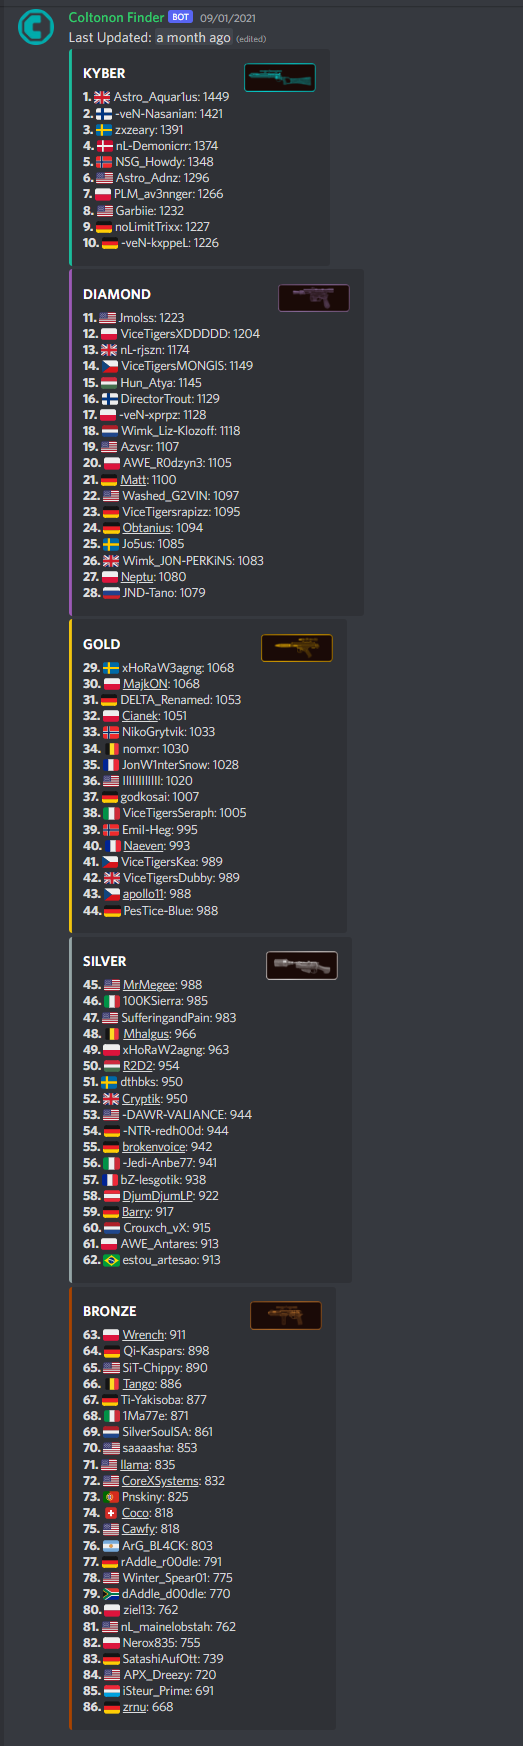 Coltonon Finder BOT 09/01/2021
Last Updated: a month ago (edited)
KYBER
1. Astro_Aquar1us: 1449
2. -veN-Nasanian: 1421
3. zxzeary: 1391
4. nL-Demonicrr: 1374
5. NSG_Howdy: 1348
6. Astro_Adnz: 1296
7. PLM_av3nnger: 1266
8. Garbiie: 1232
9. noLimitTrixx: 1227
10. -veN-kxppeL: 1226
DIAMOND
11. Jmolss: 1223
12. ViceTigersXDDDDD: 1204
13. nL-rjszn: 1174
14. ViceTigersMONGIS: 1149
15. Hun_Atya: 1145
16. DirectorTrout: 1129
17. -veN-xprpz: 1128
18. Wimk_Liz-Klozoff: 1118
19. Azvsr: 1107
20. AWE_R0dzyn3: 1105
21. Matt: 1100
22. Washed_G2VIN: 1097
23. ViceTigersrapizz: 1095
24. Obtanius: 1094
25. Jo5us: 1085
26. Wimk_J0N-PERKiNS: 1083
27. Neptu: 1080
28. JND-Tano: 1079
GOLD
29. xHoRaW3agng: 1068
30. MajkON: 1068
31. DELTA_Renamed: 1053
32. Cianek: 1051
33. NikoGrytvik: 1033
34. nomxr: 1030
35. JonW1nterSnow: 1028
36. 1020
37. godkosai: 1007
38. ViceTigersSeraph: 1005
39. Emil-Heg: 995
40. Naeven: 993
41. ViceTigersKea: 989
42. ViceTigersDubby: 989
43. apollo11: 988
44. PesTice-Blue: 988
SILVER
45. MrMegee: 988
46. 100KSierra: 985
47. SufferingandPain: 983
48. Mhalgus: 966
49. xHoRaW2agng: 963
50. R2D2: 954
51. dthbks: 950
52. Cryptik: 950
53. -DAWR-VALIANCE: 944
54. -NTR-redh00d: 944
55. brokenvoice: 942
56. -Jedi-Anbe77: 941
57. bZ-lesgotik: 938
58. DjumDjumLP: 922
59. Barry: 917
60. Crouxch_vX: 915
61. AWE_Antares: 913
62. estou_artesao: 913
BRONZE
63. Wrench: 911
64. Qi-Kaspars: 898
65. SiT-Chippy: 890
66. Tango: 886
67. Ti-Yakisoba: 877
68. 1Ma77e: 871
69. SilverSoulSA: 861
70. saaaasha: 853
71. llama: 835
72. CoreXSystems: 832
73. Pnskiny: 825
74. Coco: 818
75. Cawfy: 818
76. ArG_BL4CK: 803
77. rAddle_r00dle: 791
78. Winter_Spear01: 775
79. dAddle_d00dle: 770
80. ziel13: 762
81. nL_mainelobstah: 762
82. Nerox835: 755
83. SatashiAufOtt: 739
84. APX_Dreezy: 720
85. iSteur_Prime: 691
86. zrnu: 668